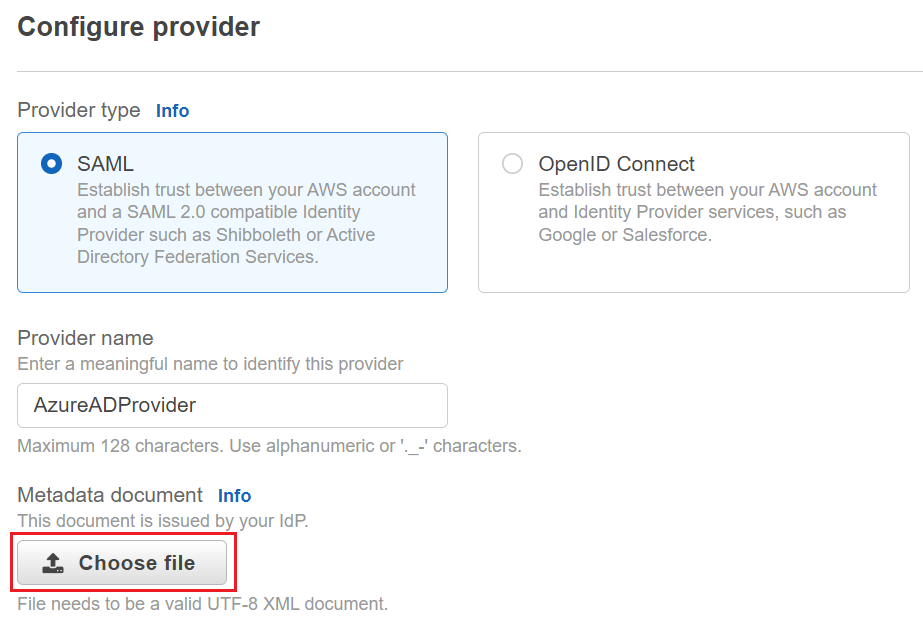 Configure provider
Provider type Info
SAML
Establish trust between your AWS account
and a SAML 2.0 compatible Identity
Provider such as Shibboleth or Active
Directory Federation Services.
OpenID Connect
Establish trust between your AWS account
and Identity Provider services, such as
Google or Salesforce.
Provider name
Enter a meaningful name to identify this provider
AzureADProvider
Maximum 128 characters. Use alphanumeric or '._-' characters.
Metadata document Info
This document is issued by your IdP.
Choose file
File needs to be a valid UTF-8 XML document.